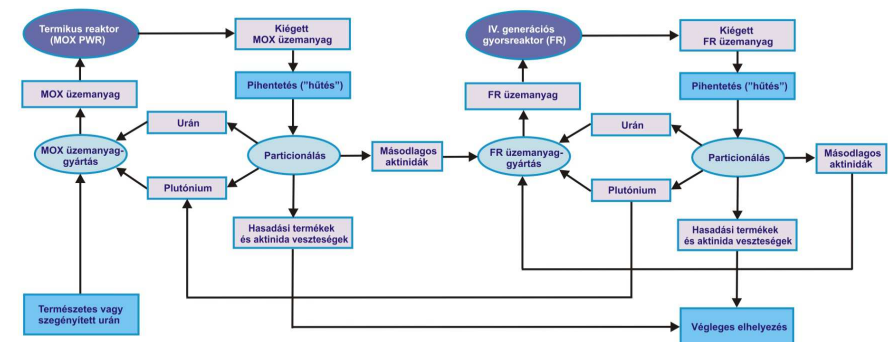 Termikus reaktor
(MOX PWR)
Kiégett
MOX üzemanyag
Pihentetés ("hűtés")
MOX üzemanyag
Urán
MOX üzemanyag-
gyártás
Particionálás
Másodlagos
aktinidák
Plutónium
Hasadási termékek
és aktinida veszteségek
Természetes vagy
szegényített urán
IV. generációs
gyorsreaktor (FR)
Kiégett
FR üzemanyag
Pihentetés ("hűtés")
FR üzemanyag
Urán
FR üzemanyag-
gyártás
Particionálás
Másodlagos
aktinidák
Plutónium
Hasadási termékek
és aktinida veszteségek
Végleges elhelyezés